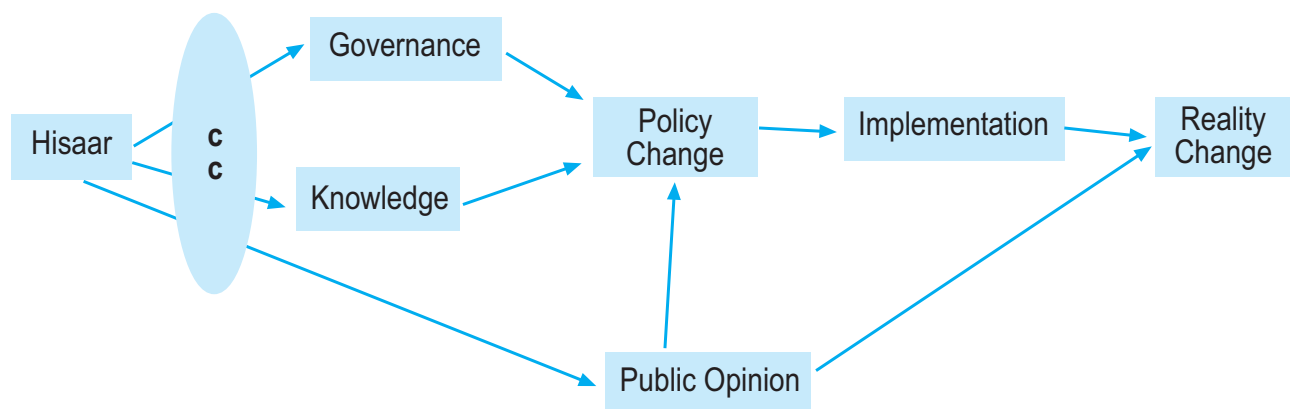 Governance
Hisaar
c
c
Knowledge
Policy
Change
Implementation
Reality
Change
Public Opinion